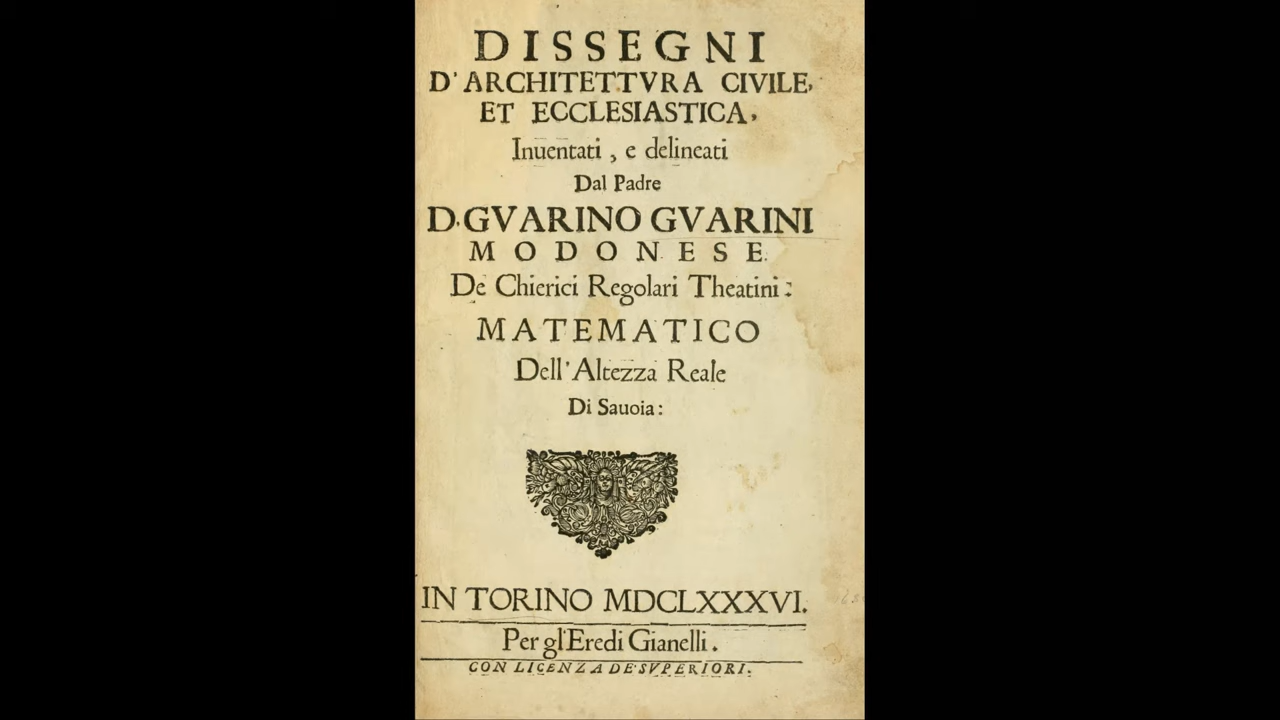 DISSEGNI
D'ARCHITETTVRA CIVILE,
ET ECCLESIASTICA,
Inuentati, e delineati
Dal Padre
D. GVARINO GVARINI
MODONESE
De Chierici Regolari Theatini:
MATEMATICO
Dell'Altezza Reale
Di Sauoia:
IN TORINO MDCLXXXVI.
Per gl'Eredi Gianelli.
CON LICENZA DE' SVPERIORI.